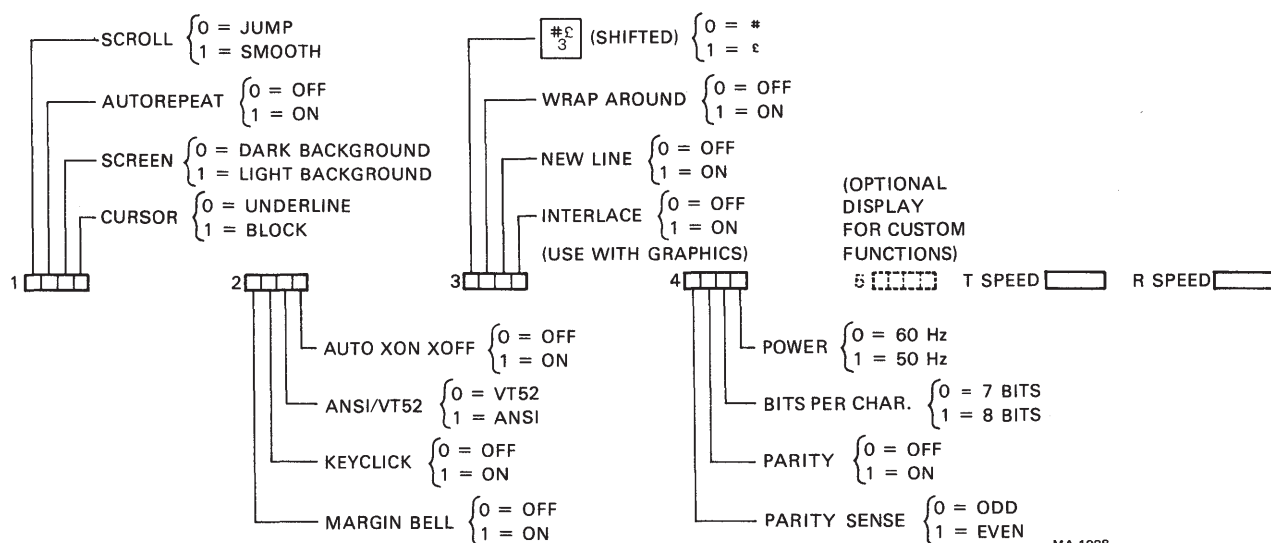 SCROLL 0 = JUMP
1 = SMOOTH
AUTOREPEAT 0 = OFF
1 = ON
SCREEN 0 = DARK BACKGROUND
1 = LIGHT BACKGROUND
CURSOR 0 = UNDERLINE
1 = BLOCK
#£
3
(SHIFTED) 0 = #
1 = £
WRAP AROUND 0 = OFF
1 = ON
NEW LINE 0 = OFF
1 = ON
INTERLACE 0 = OFF
1 = ON
(USE WITH GRAPHICS)
(OPTIONAL
DISPLAY
FOR CUSTOM
FUNCTIONS)
1 2 3 4 5 T SPEED R SPEED
AUTO XON XOFF 0 = OFF
1 = ON
ANSI/VT52 0 = VT52
1 = ANSI
KEYCLICK 0 = OFF
1 = ON
MARGIN BELL 0 = OFF
1 = ON
POWER 0 = 60 Hz
1 = 50 Hz
BITS PER CHAR. 0 = 7 BITS
1 = 8 BITS
PARITY 0 = OFF
1 = ON
PARITY SENSE 0 = ODD
1 = EVEN